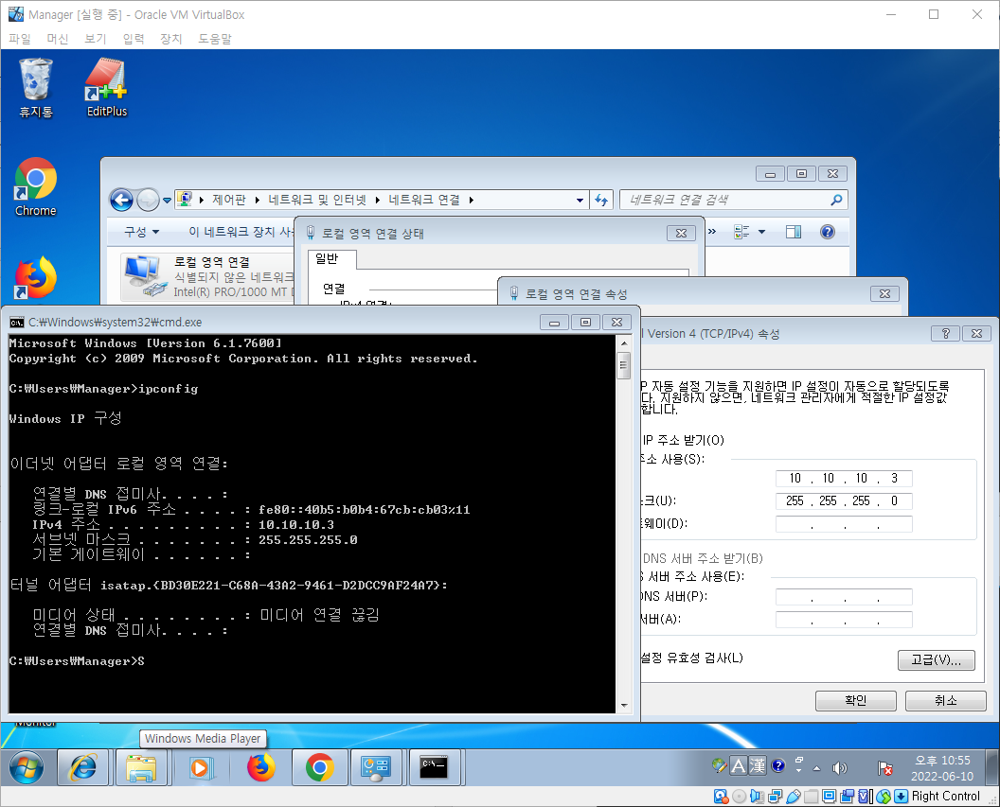 Manager [실행 중] - Oracle VM VirtualBox
파일 머신 보기 입력 장치 도움말
휴지통
EditPlus
Chrome
제어판 네트워크 및 인터넷 네트워크 연결
네트워크 연결 검색
구성 이 네트워크 장치
로컬 영역 연결
식별되지 않은 네트워크
Intel(R) PRO/1000 MT
로컬 영역 연결 상태
일반
연결
로컬 영역 연결 속성
C:\Windows\system32\cmd.exe
Microsoft Windows [Version 6.1.7600]
Copyright (c) 2009 Microsoft Corporation. All rights reserved.
C:\Users\Manager>ipconfig
Windows IP 구성
이더넷 어댑터 로컬 영역 연결:
연결별 DNS 접미사. . . . :
링크-로컬 IPv6 주소 . . . . . : fe80::40b5:b0b4:67cb:cb03%11
IPv4 주소 . . . . . . . . . : 10.10.10.3
서브넷 마스크 . . . . . . . : 255.255.255.0
기본 게이트웨이 . . . . . . :
터널 어댑터 isatap.{BD30E221-C68A-43A2-9461-D2DCC9AF24A7}:
미디어 상태 . . . . . . . . : 미디어 연결 끊김
연결별 DNS 접미사. . . . :
C:\Users\Manager>S
Version 4 (TCP/IPv4) 속성
P 자동 설정 기능을 지원하면 IP 설정이 자동으로 할당되도록
다. 지원하지 않으면, 네트워크 관리자에게 적절한 IP 설정값
합니다.
IP 주소 받기(O)
주소 사용(S):
10 . 10 . 10 . 3
스크(U): 255 . 255 . 255 . 0
트웨이(D): . . .
DNS 서버 주소 받기(B)
서버 주소 사용(E):
DNS 서버(P): . . .
서버(A): . . .
설정 유효성 검사(L)
고급(V)...
확인 취소
Monitor
Windows Media Player
A 漢
오후 10:55
2022-06-10
Right Control